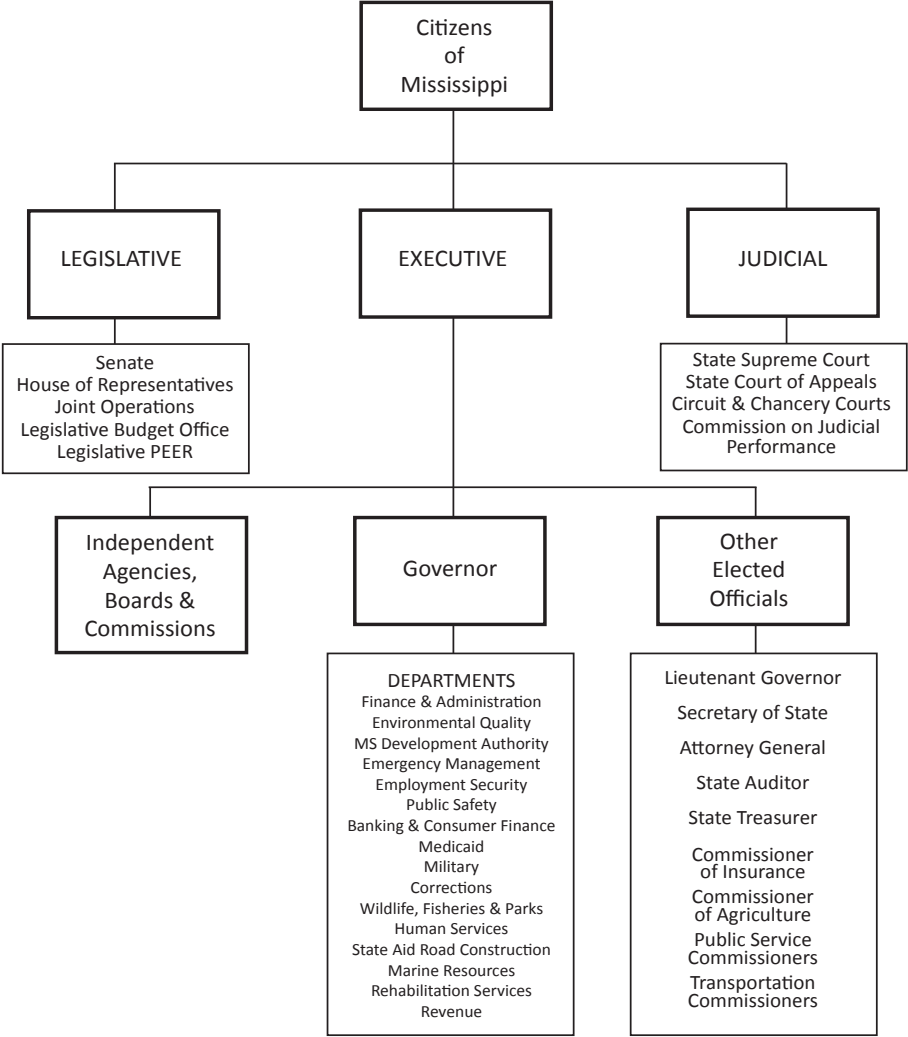 Citizens
of
Mississippi
LEGISLATIVE
EXECUTIVE
JUDICIAL
Senate
House of Representatives
Joint Operations
Legislative Budget Office
Legislative PEER
State Supreme Court
State Court of Appeals
Circuit & Chancery Courts
Commission on Judicial
Performance
Independent
Agencies,
Boards &
Commissions
Governor
Other
Elected
Officials
DEPARTMENTS
Finance & Administration
Environmental Quality
MS Development Authority
Emergency Management
Employment Security
Public Safety
Banking & Consumer Finance
Medicaid
Military
Corrections
Wildlife, Fisheries & Parks
Human Services
State Aid Road Construction
Marine Resources
Rehabilitation Services
Revenue
Lieutenant Governor
Secretary of State
Attorney General
State Auditor
State Treasurer
Commissioner
of Insurance
Commissioner
of Agriculture
Public Service
Commissioners
Transportation
Commissioners